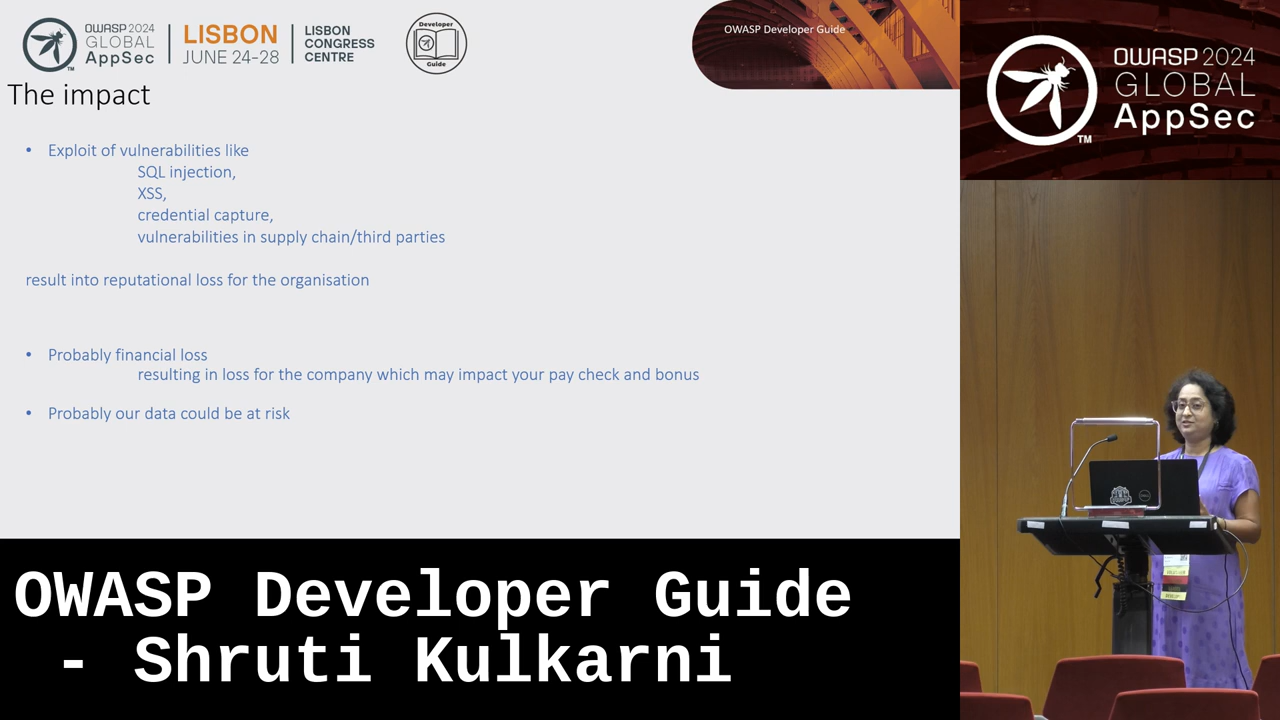 OWASP 2024
GLOBAL
AppSec
TM
LISBON
JUNE 24-28
LISBON
CONGRESS
CENTRE
Developer
Guide
OWASP Developer Guide
The impact
• Exploit of vulnerabilities like
SQL injection,
XSS,
credential capture,
vulnerabilities in supply chain/third parties
result into reputational loss for the organisation
• Probably financial loss
resulting in loss for the company which may impact your pay check and bonus
• Probably our data could be at risk
OWASP 2024
GLOBAL
AppSec
TM
OWASP Developer Guide
- Shruti Kulkarni